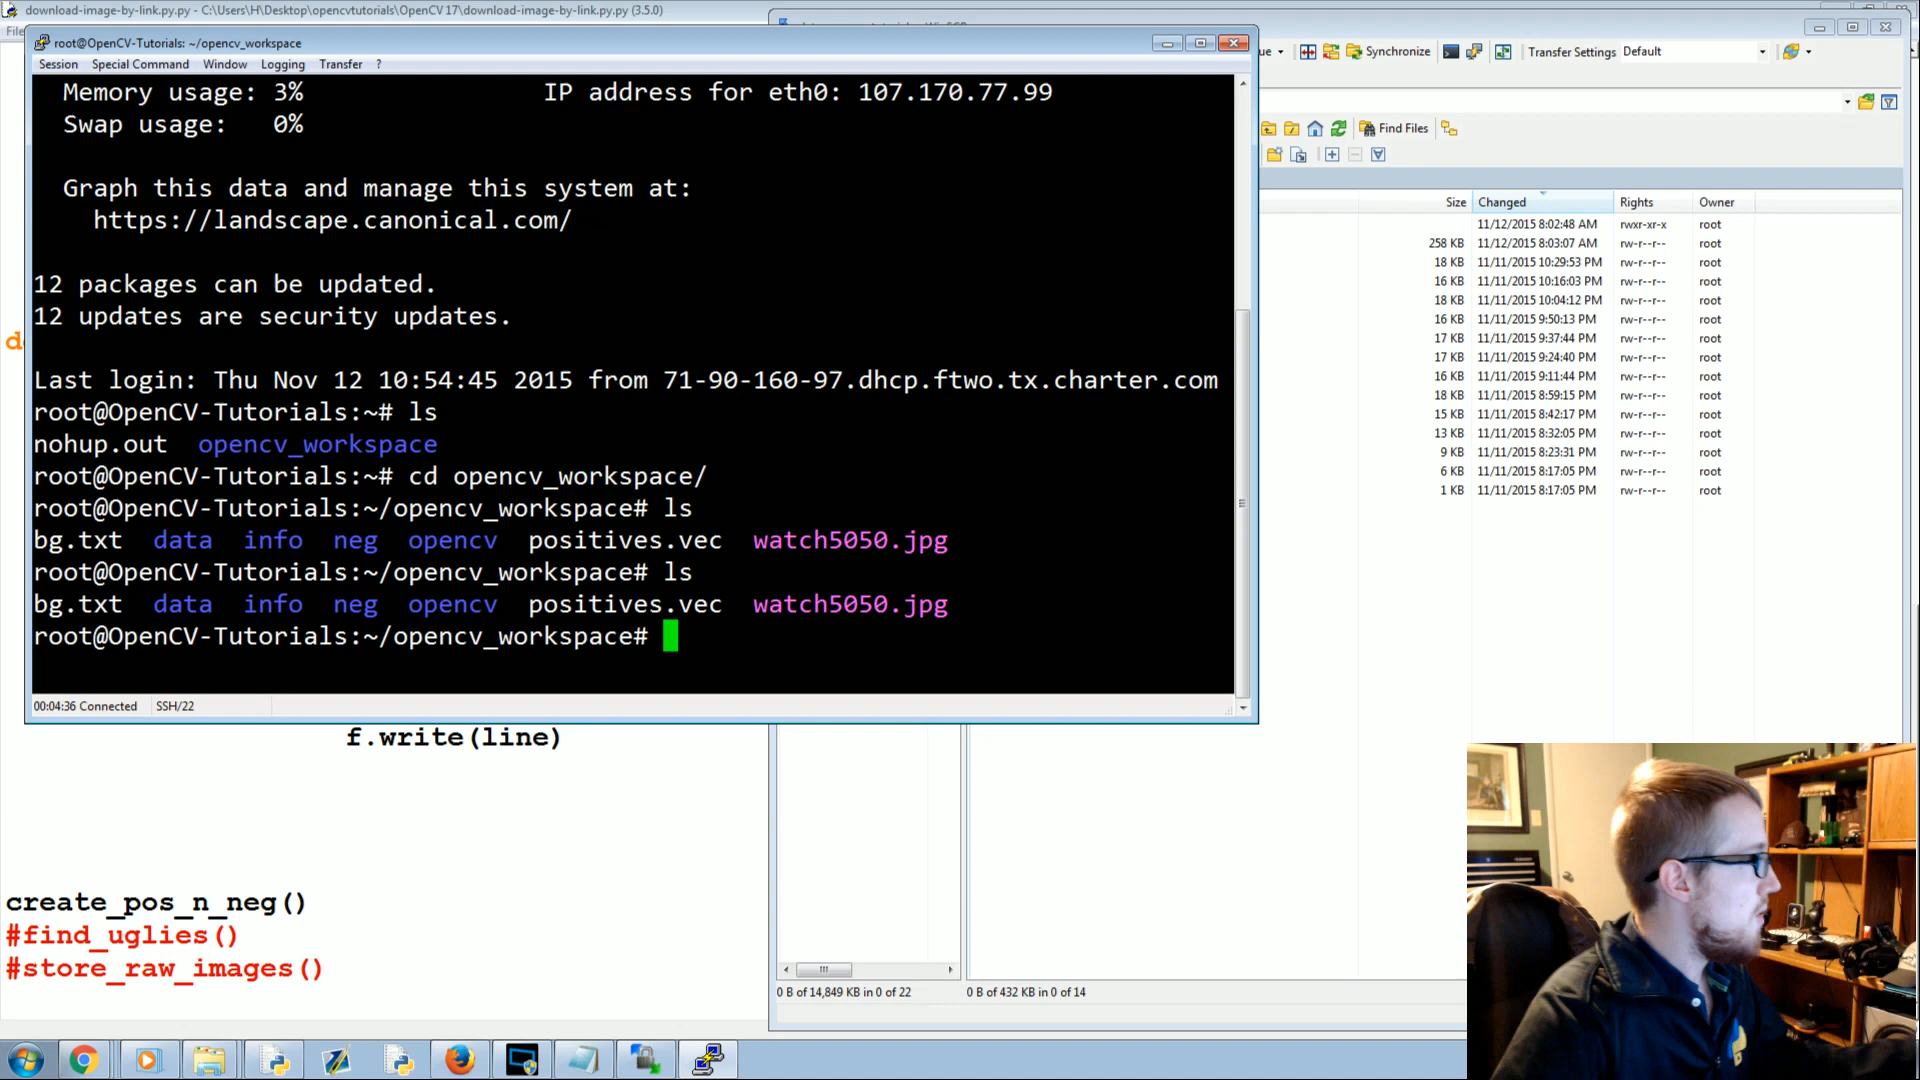 download-image-by-link.py.py - C:\Users\H\Desktop\opencvtutorials\OpenCV 17\download-image-by-link.py.py (3.5.0)
root@OpenCV-Tutorials: ~/opencv_workspace
Session Special Command Window Logging Transfer ?
Memory usage: 3% IP address for eth0: 107.170.77.99
Swap usage: 0%
Graph this data and manage this system at:
https://landscape.canonical.com/
12 packages can be updated.
12 updates are security updates.
Last login: Thu Nov 12 10:54:45 2015 from 71-90-160-97.dhcp.ftwo.tx.charter.com
root@OpenCV-Tutorials:~# ls
nohup.out opencv_workspace
root@OpenCV-Tutorials:~# cd opencv_workspace/
root@OpenCV-Tutorials:~/opencv_workspace# ls
bg.txt data info neg opencv positives.vec watch5050.jpg
root@OpenCV-Tutorials:~/opencv_workspace# ls
bg.txt data info neg opencv positives.vec watch5050.jpg
root@OpenCV-Tutorials:~/opencv_workspace#
00:04:36 Connected SSH/22
f.write(line)
create_pos_n_neg()
#find_uglies()
#store_raw_images()
Synchronize Transfer Settings Default
Find Files
Size Changed Rights Owner
11/12/2015 8:02:48 AM rwxr-xr-x root
258 KB 11/12/2015 8:03:07 AM rw-r--r-- root
18 KB 11/11/2015 10:29:53 PM rw-r--r-- root
16 KB 11/11/2015 10:16:03 PM rw-r--r-- root
18 KB 11/11/2015 10:04:12 PM rw-r--r-- root
16 KB 11/11/2015 9:50:13 PM rw-r--r-- root
17 KB 11/11/2015 9:37:44 PM rw-r--r-- root
17 KB 11/11/2015 9:24:40 PM rw-r--r-- root
16 KB 11/11/2015 9:11:44 PM rw-r--r-- root
18 KB 11/11/2015 8:59:15 PM rw-r--r-- root
15 KB 11/11/2015 8:42:17 PM rw-r--r-- root
13 KB 11/11/2015 8:32:05 PM rw-r--r-- root
9 KB 11/11/2015 8:23:31 PM rw-r--r-- root
6 KB 11/11/2015 8:17:05 PM rw-r--r-- root
1 KB 11/11/2015 8:17:05 PM rw-r--r-- root
0 B of 14,849 KB in 0 of 22 0 B of 432 KB in 0 of 14